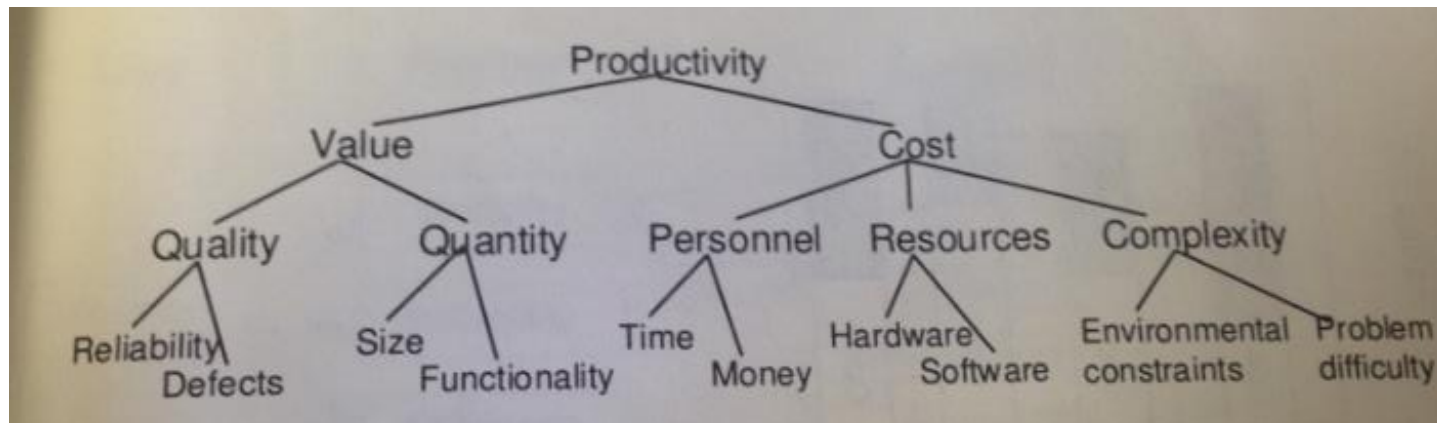 Productivity
Value Cost
Quality Quantity Personnel Resources Complexity
Reliability Size Time Hardware Environmental constraints Problem difficulty
Defects Functionality Money Software